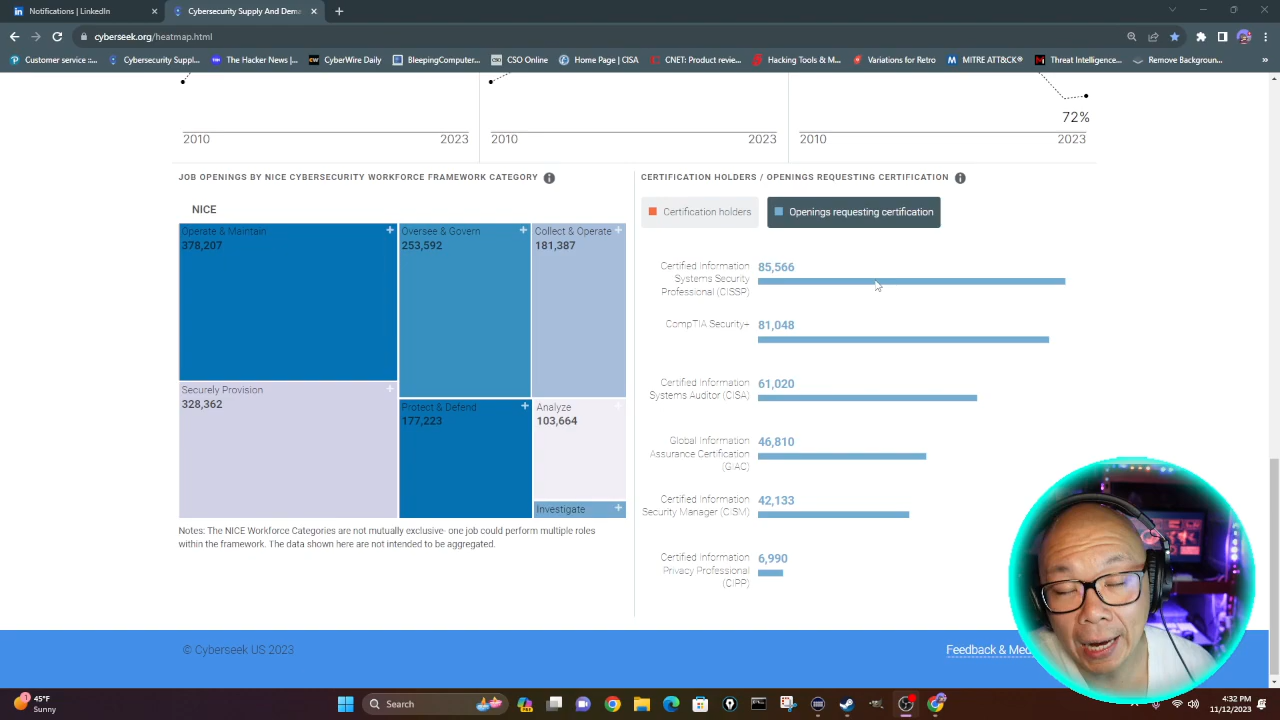 Notifications | LinkedIn
Cybersecurity Supply And Dem
cyberseek.org/heatmap.html
Customer service ::...
Cybersecurity Suppl...
The Hacker News |...
CyberWire Daily
BleepingComputer...
CSO Online
Home Page | CISA
CNET: Product revie...
Hacking Tools & M...
Variations for Retro
MITRE ATT&CK®
Threat Intelligence...
Remove Backgroun...
72%
2010
2023
2010
2023
2010
2023
JOB OPENINGS BY NICE CYBERSECURITY WORKFORCE FRAMEWORK CATEGORY
NICE
Operate & Maintain
378,207
Oversee & Govern
253,592
Collect & Operate
181,387
Securely Provision
328,362
Protect & Defend
177,223
Analyze
103,664
Investigate
Notes: The NICE Workforce Categories are not mutually exclusive- one job could perform multiple roles
within the framework. The data shown here are not intended to be aggregated.
CERTIFICATION HOLDERS / OPENINGS REQUESTING CERTIFICATION
Certification holders
Openings requesting certification
Certified Information
Systems Security
Professional (CISSP)
85,566
CompTIA Security+
81,048
Certified Information
Systems Auditor (CISA)
61,020
Global Information
Assurance Certification
(GIAC)
46,810
Certified Information
Security Manager (CISM)
42,133
Certified Information
Privacy Professional
(CIPP)
6,990
© Cyberseek US 2023
Feedback & Med
45°F
Sunny
Search
4:32 PM
11/12/2023